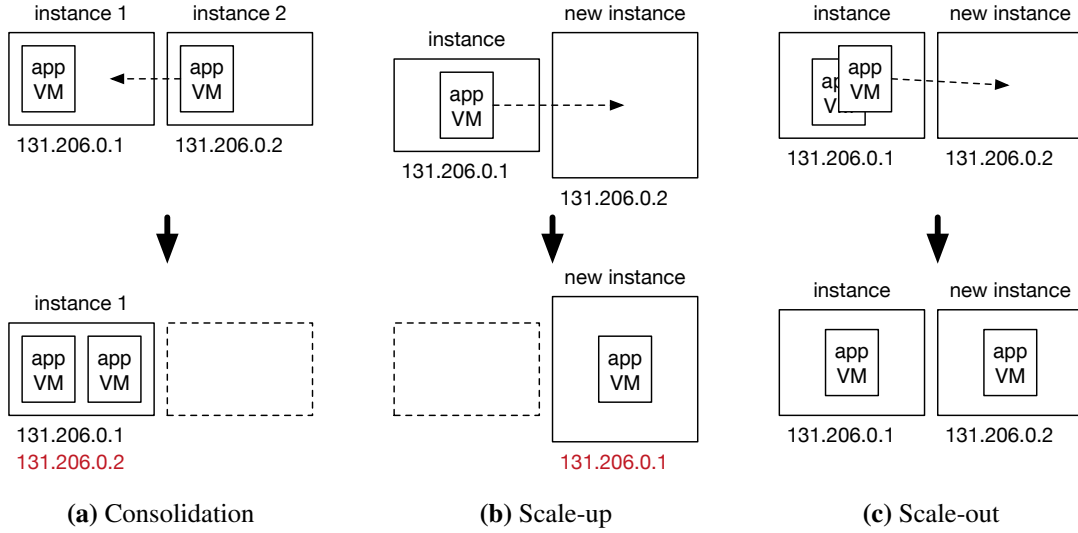 instance 1
instance 2
app
VM
app
VM
131.206.0.1
131.206.0.2
instance 1
app
VM
app
VM
131.206.0.1
131.206.0.2
(a) Consolidation
new instance
instance
app
VM
131.206.0.1
131.206.0.2
new instance
app
VM
131.206.0.1
(b) Scale-up
instance
new instance
app
VM
app
VM
131.206.0.1
131.206.0.2
instance
new instance
app
VM
app
VM
131.206.0.1
131.206.0.2
(c) Scale-out